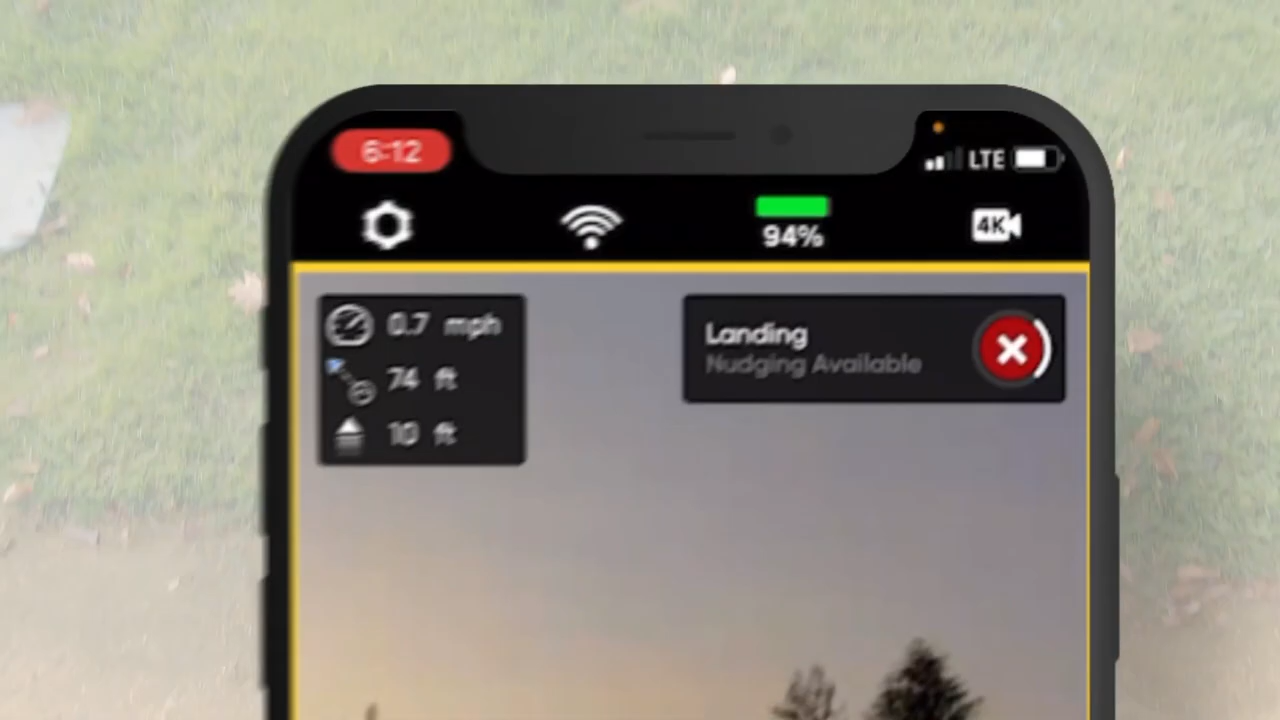 6:12
LTE
94%
4K
0.7 mph
74 ft
10 ft
Landing
Nudging Available